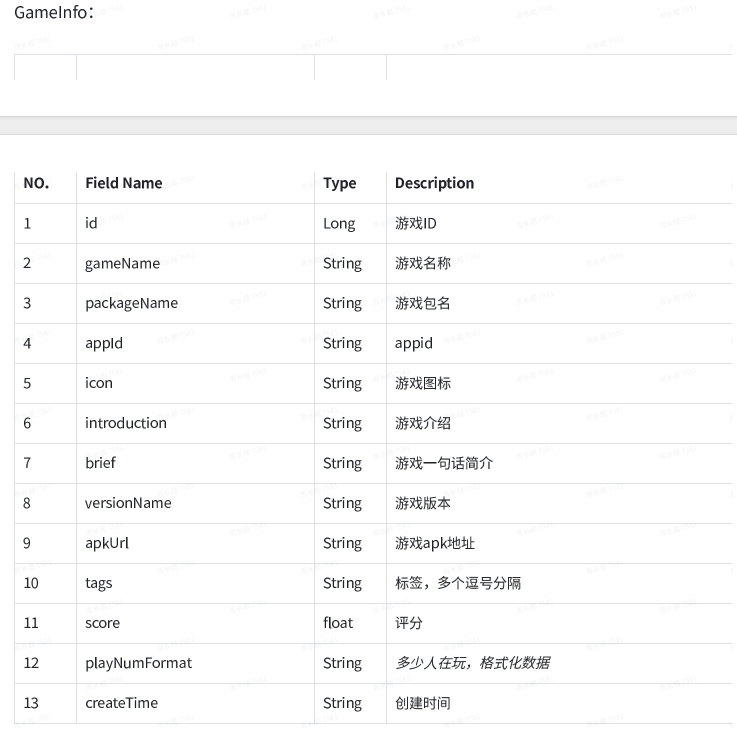 GameInfo：
NO. Field Name Type Description
1 id Long 游戏ID
2 gameName String 游戏名称
3 packageName String 游戏包名
4 appId String appid
5 icon String 游戏图标
6 introduction String 游戏介绍
7 brief String 游戏一句话简介
8 versionName String 游戏版本
9 apkUrl String 游戏apk地址
10 tags String 标签，多个逗号分隔
11 score float 评分
12 playNumFormat String 多少人在玩，格式化数据
13 createTime String 创建时间